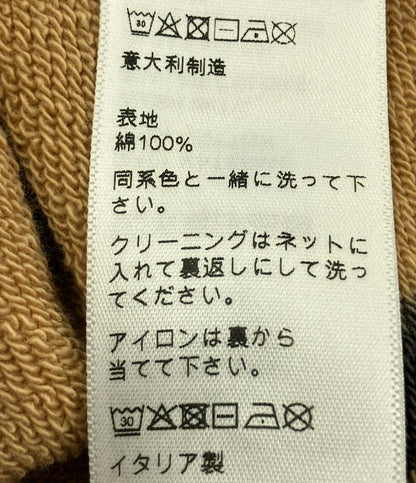 30
意大利制造
表地
綿100%
同系色と一緒に洗って下
さい。
クリーニングはネットに
入れて裏返しにして洗っ
てください。
アイロンは裏から
当てて下さい。
30
イタリア製